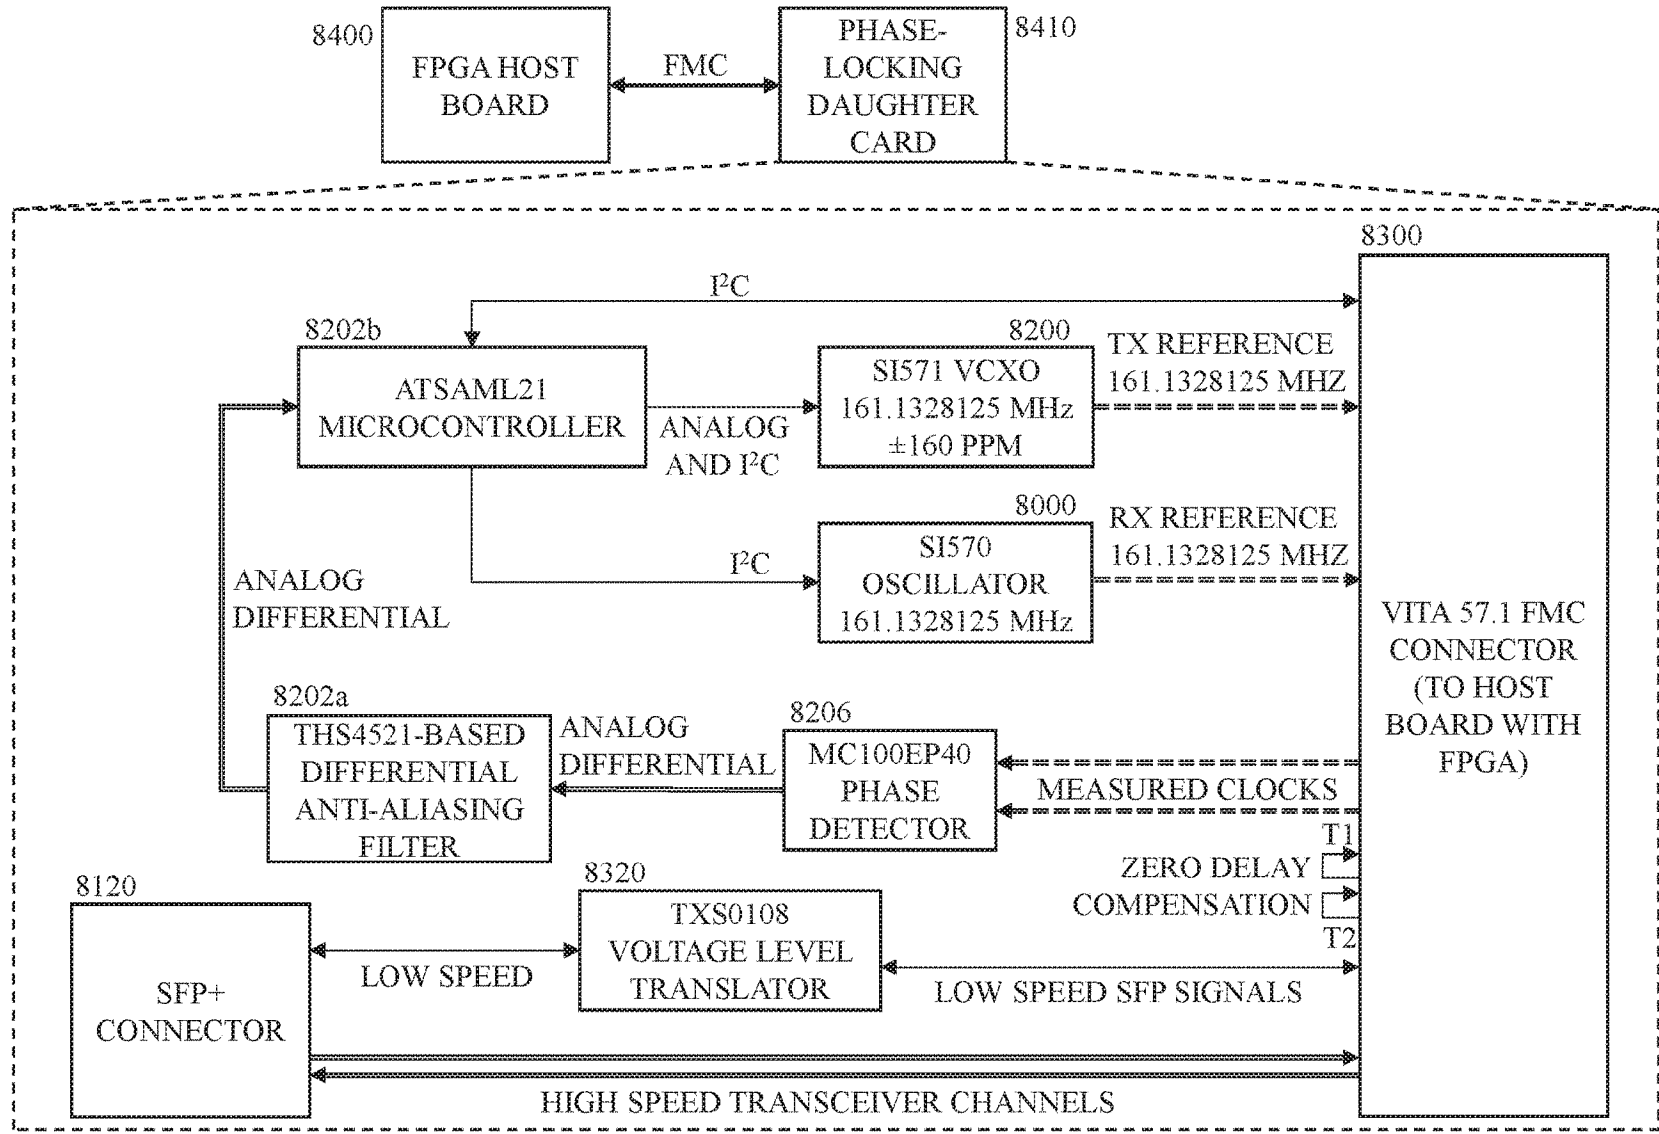 8400
FPGA HOST
BOARD
FMC
PHASE-
LOCKING
DAUGHTER
CARD
8410
8300
I²C
8202b
ATSAML21
MICROCONTROLLER
ANALOG
AND I²C
8200
SI571 VCXO
161.1328125 MHz
±160 PPM
TX REFERENCE
161.1328125 MHZ
8000
SI570
OSCILLATOR
161.1328125 MHz
I²C
RX REFERENCE
161.1328125 MHZ
ANALOG
DIFFERENTIAL
VITA 57.1 FMC
CONNECTOR
(TO HOST
BOARD WITH
FPGA)
8202a
THS4521-BASED
DIFFERENTIAL
ANTI-ALIASING
FILTER
ANALOG
DIFFERENTIAL
8206
MC100EP40
PHASE
DETECTOR
MEASURED CLOCKS
T1
ZERO DELAY
COMPENSATION
T2
8120
SFP+
CONNECTOR
LOW SPEED
8320
TXS0108
VOLTAGE LEVEL
TRANSLATOR
LOW SPEED SFP SIGNALS
HIGH SPEED TRANSCEIVER CHANNELS